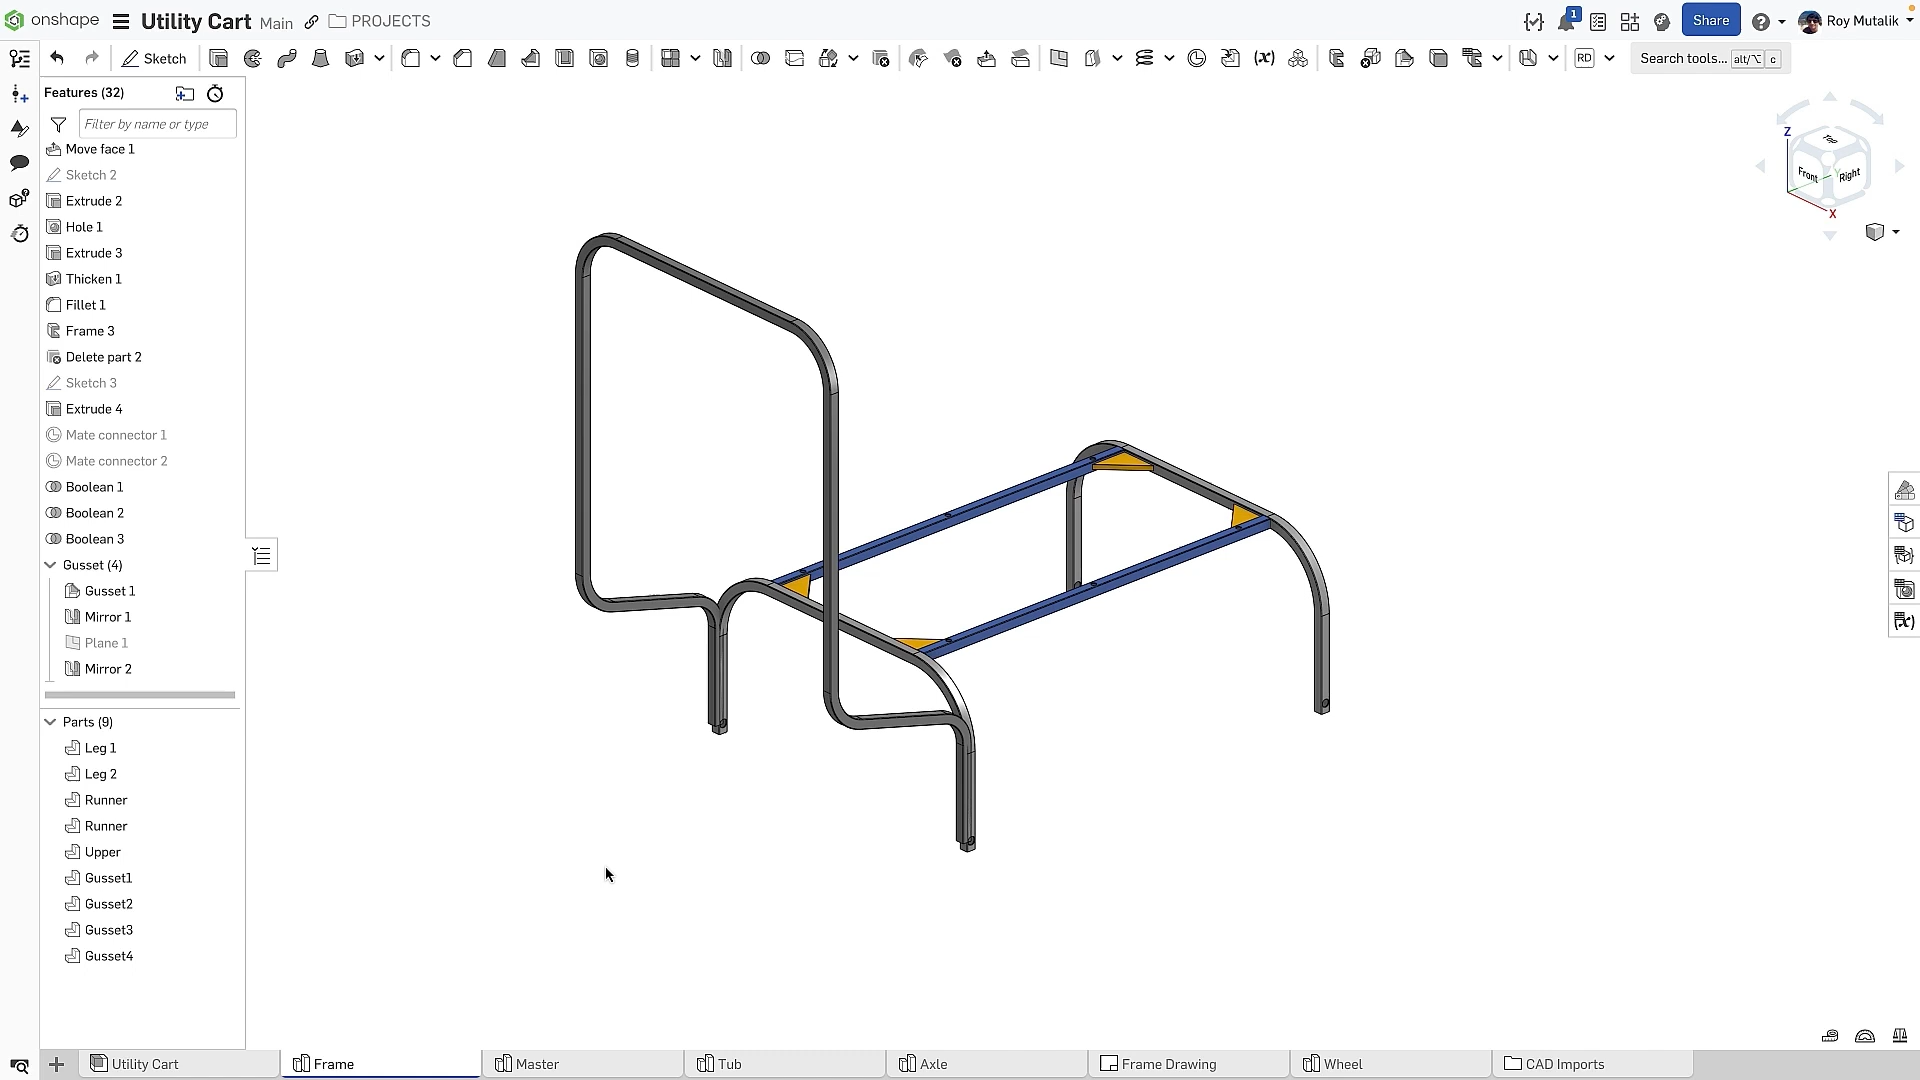 onshape Utility Cart Main PROJECTS 1 Share Roy Mutalik
Sketch Search tools... alt/⌥ c
Features (32)
Filter by name or type
Move face 1
Sketch 2
Extrude 2
Hole 1
Extrude 3
Thicken 1
Fillet 1
Frame 3
Delete part 2
Sketch 3
Extrude 4
Mate connector 1
Mate connector 2
Boolean 1
Boolean 2
Boolean 3
Gusset (4)
Gusset 1
Mirror 1
Plane 1
Mirror 2
Parts (9)
Leg 1
Leg 2
Runner
Runner
Upper
Gusset1
Gusset2
Gusset3
Gusset4
Z
Top
Front Right
X
RD
(x)
(x)
Utility Cart Frame Master Tub Axle Frame Drawing Wheel CAD Imports